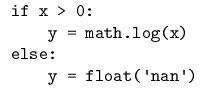 if x > 0:
    y = math.log(x)
else:
    y = float('nan')